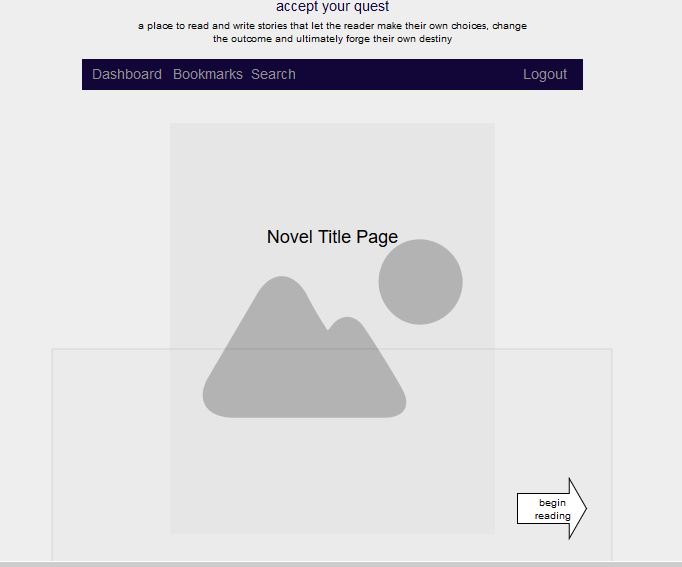 accept your quest
a place to read and write stories that let the reader make their own choices, change
the outcome and ultimately forge their own destiny
Dashboard Bookmarks Search Logout
Novel Title Page
begin
reading